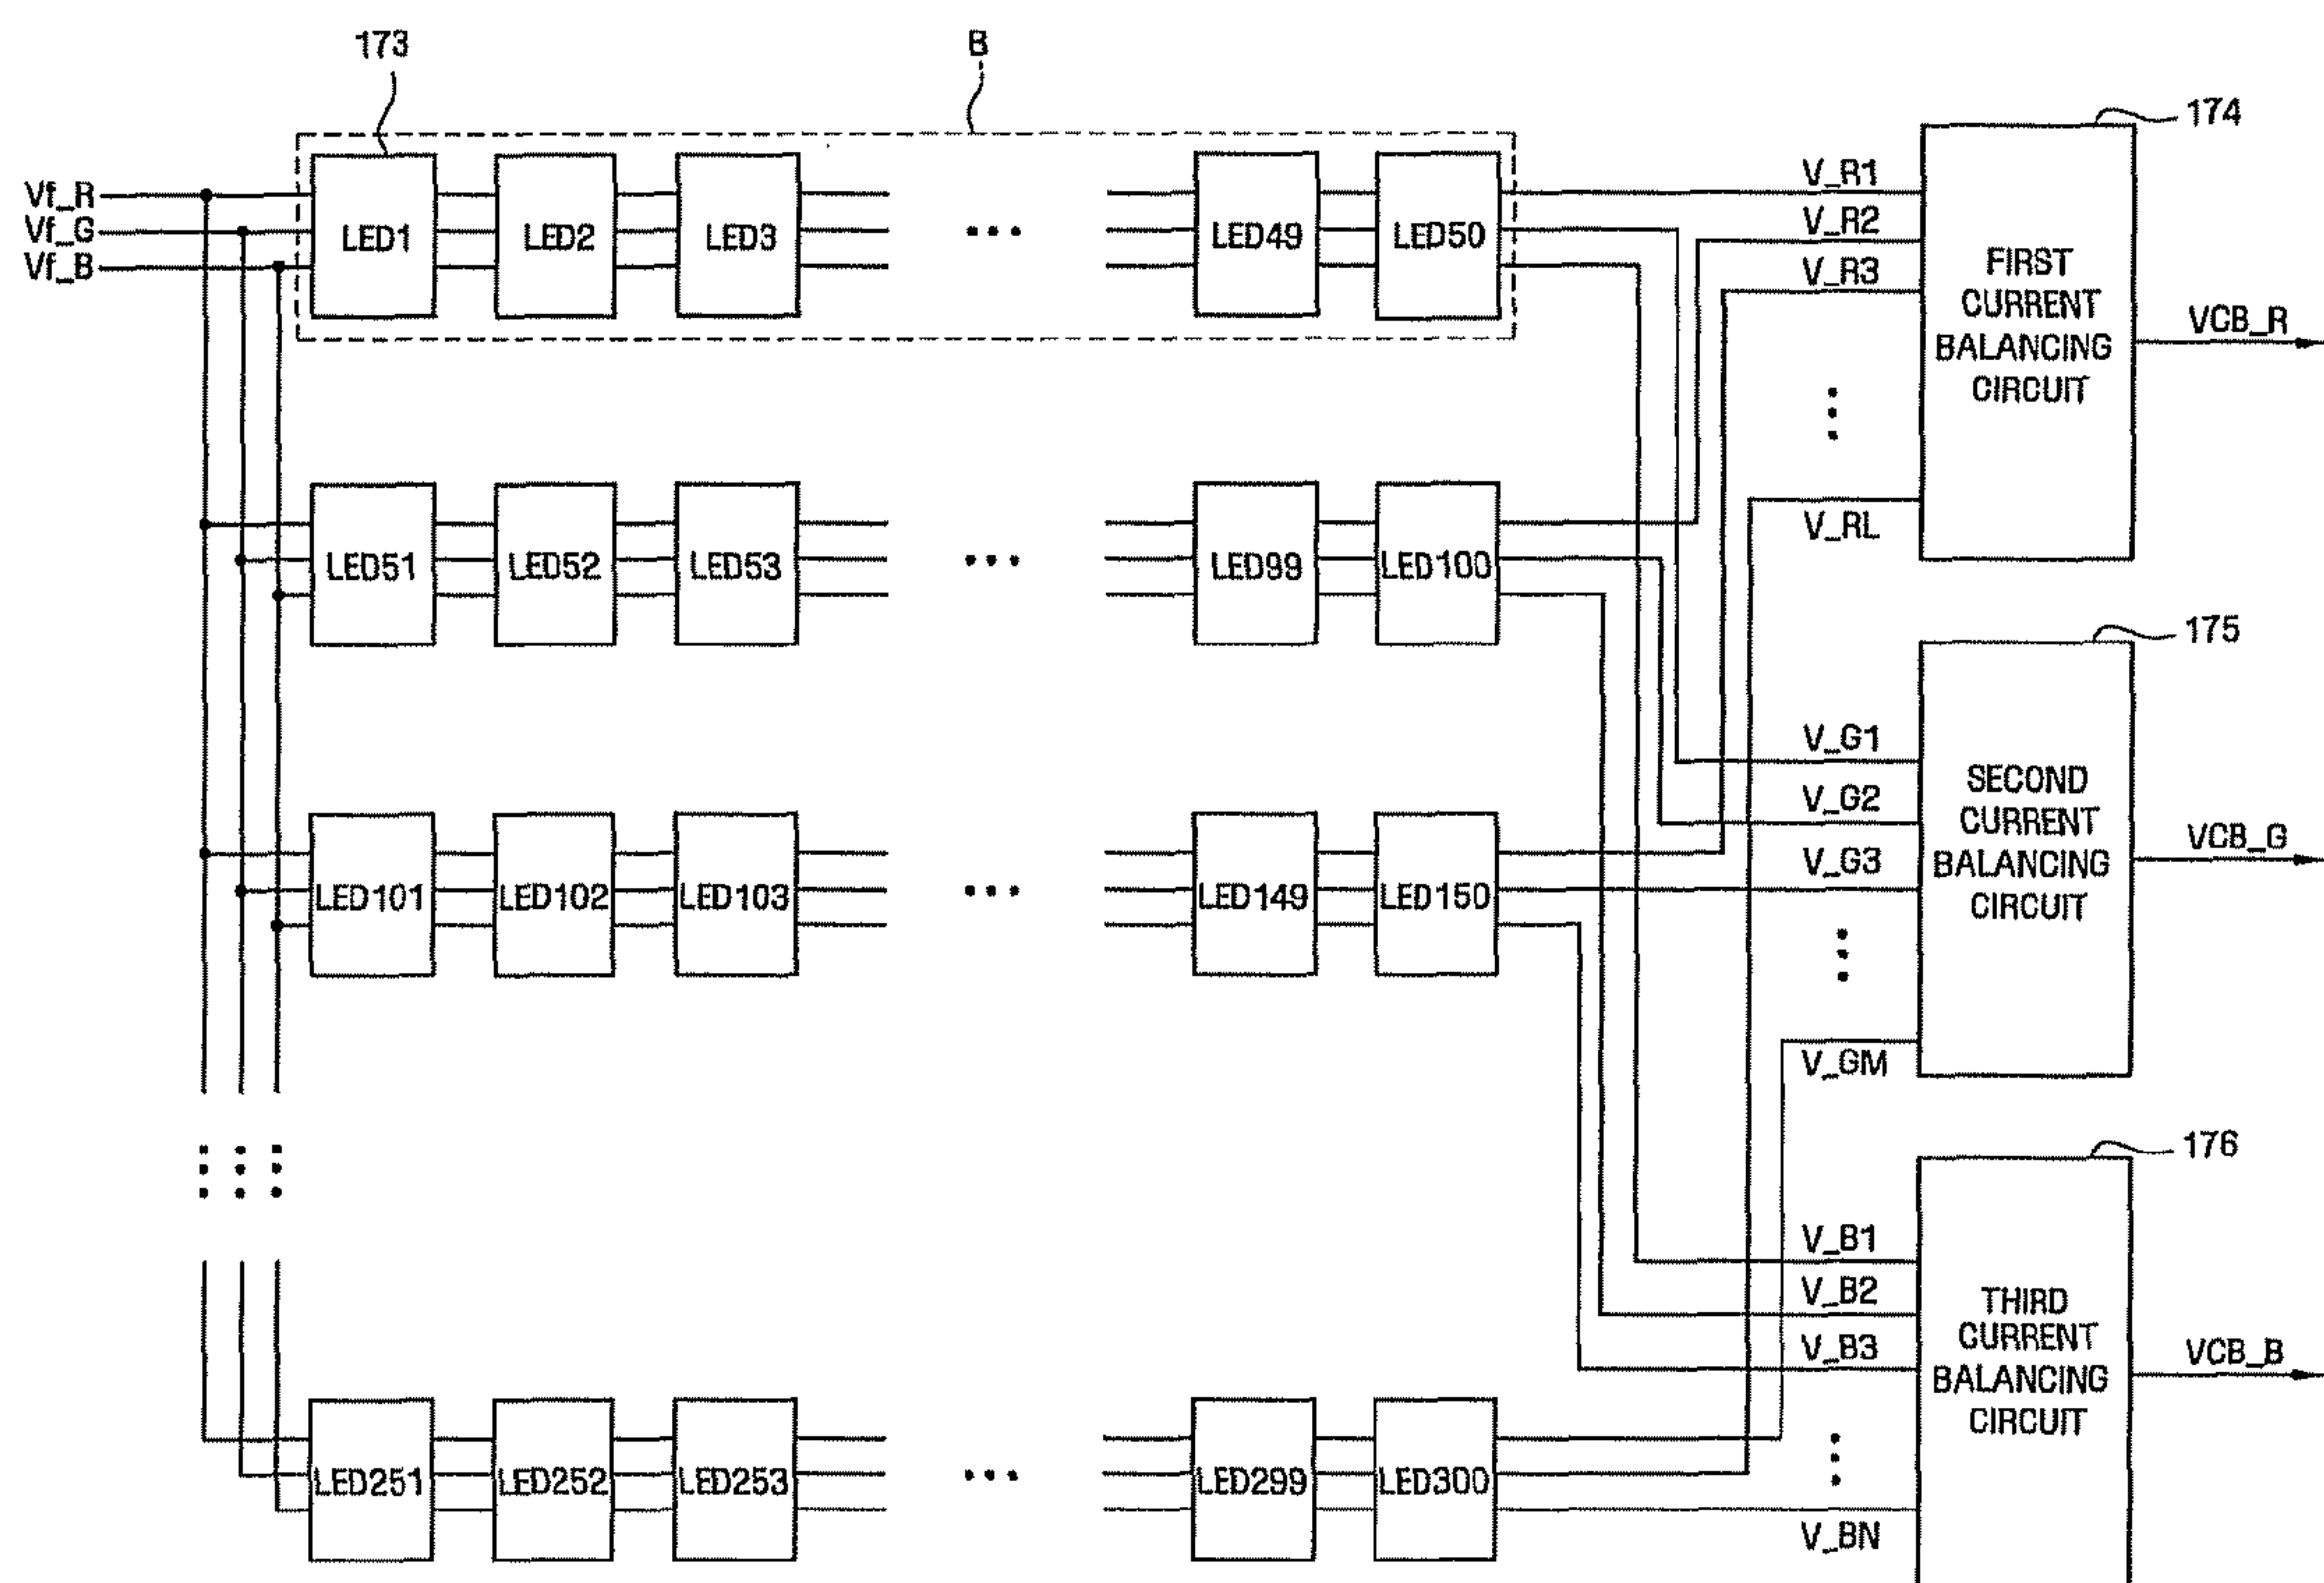 173
B
174
Vf_R
Vf_G
Vf_B
LED1
LED2
LED3
...
LED49
LED50
V_R1
V_R2
V_R3
V_RL
FIRST
CURRENT
BALANCING
CIRCUIT
VCB_R
LED51
LED52
LED53
...
LED99
LED100
175
V_G1
V_G2
V_G3
V_GM
SECOND
CURRENT
BALANCING
CIRCUIT
VCB_G
LED101
LED102
LED103
...
LED149
LED150
176
V_B1
V_B2
V_B3
V_BN
THIRD
CURRENT
BALANCING
CIRCUIT
VCB_B
LED251
LED252
LED253
...
LED299
LED300